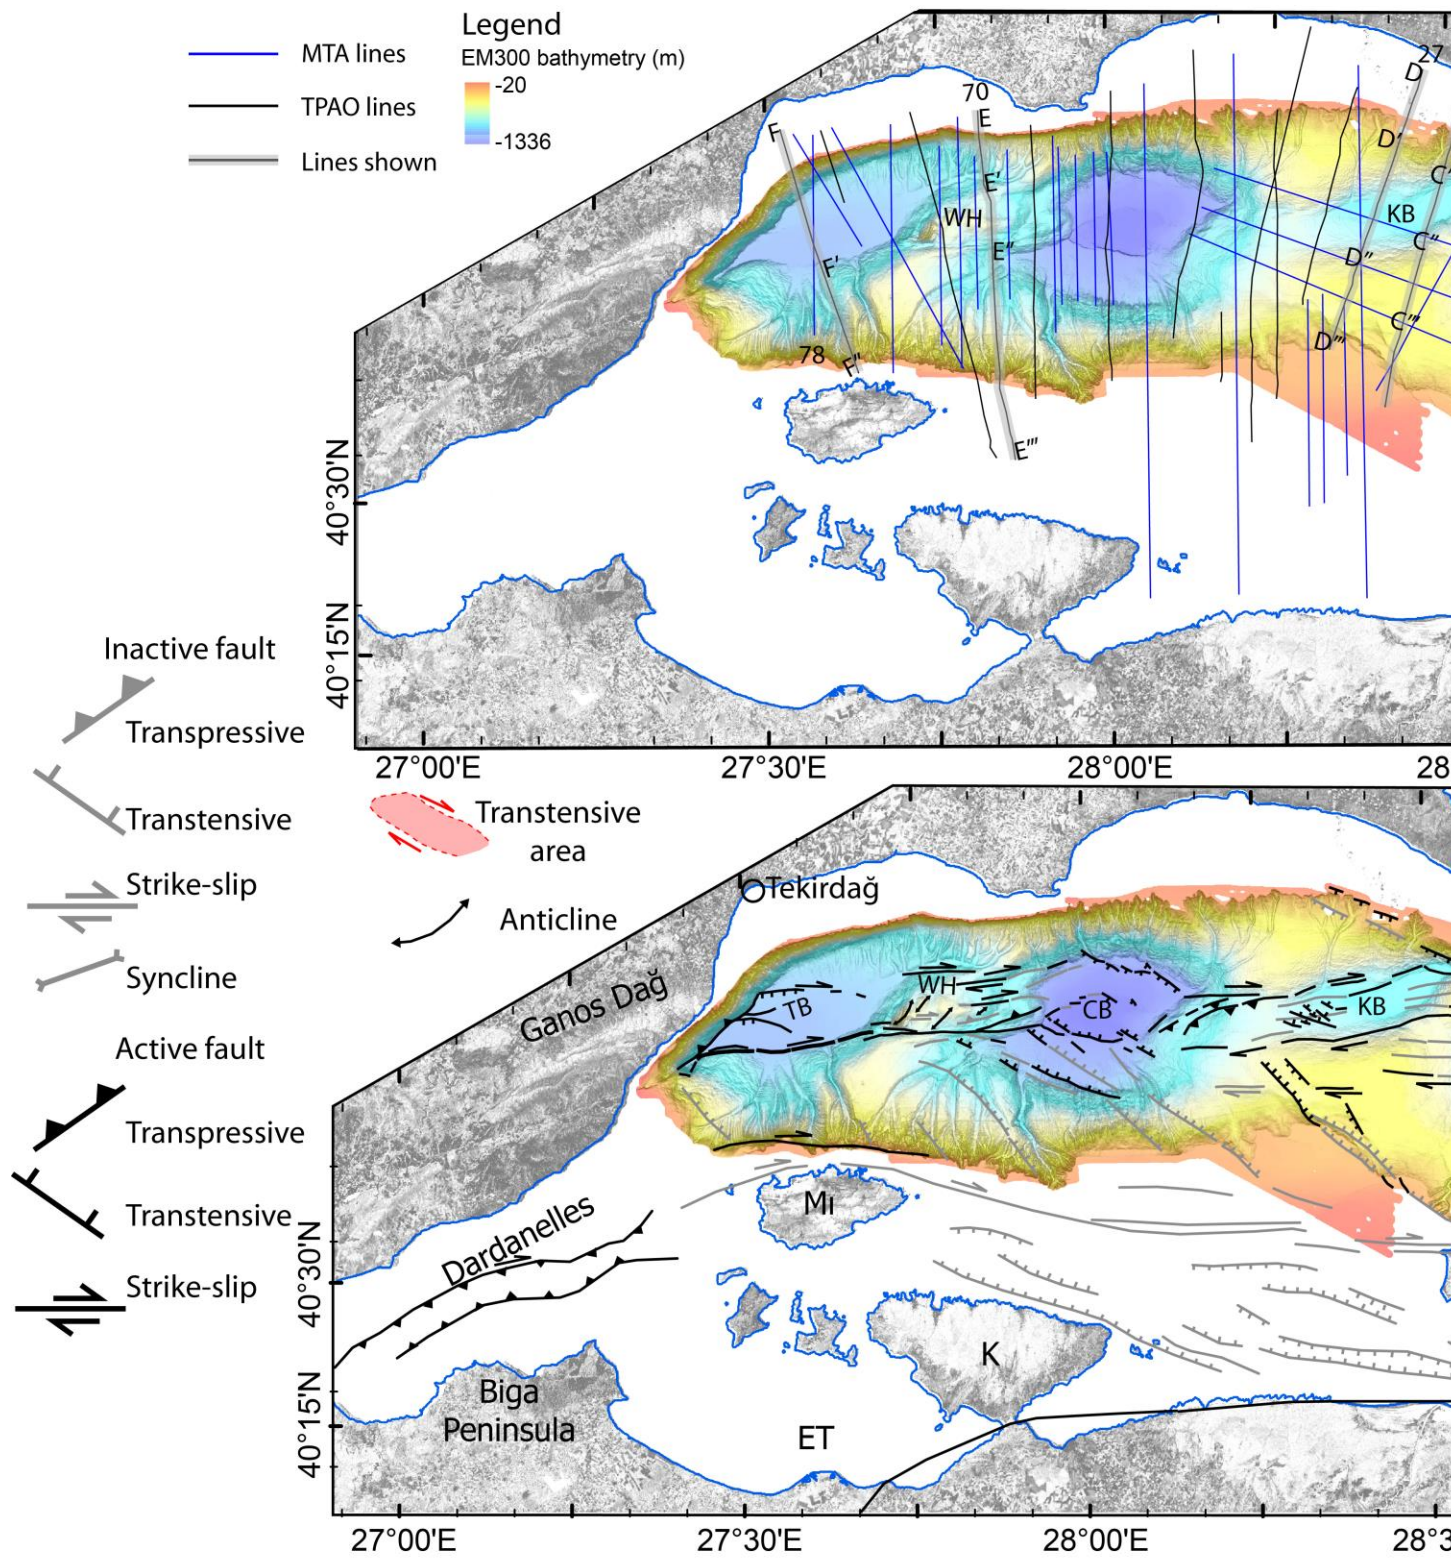 Legend
EM300 bathymetry (m)
-20
-1336
MTA lines
TPAO lines
Lines shown
27
D
D'
D"
D'''
C'
C"
C'''
KB
70
E
E'
E"
E'''
WH
F
F'
F"
78
40°30'N
40°15'N
27°00'E
27°30'E
28°00'E
28
Inactive fault
Transpressive
Transtensive
Strike-slip
Syncline
Active fault
Transpressive
Transtensive
Strike-slip
Transtensive
area
Anticline
Tekirdağ
Ganos Dağ
TB
WH
CB
KB
Dardanelles
Mı
K
Biga
Peninsula
ET
40°30'N
40°15'N
27°00'E
27°30'E
28°00'E
28°3